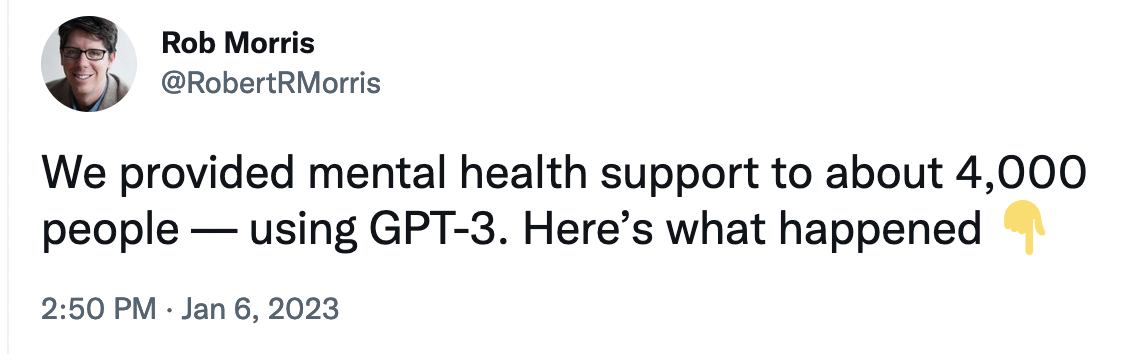 Rob Morris
@RobertRMorris
We provided mental health support to about 4,000
people — using GPT-3. Here’s what happened 👇
2:50 PM · Jan 6, 2023